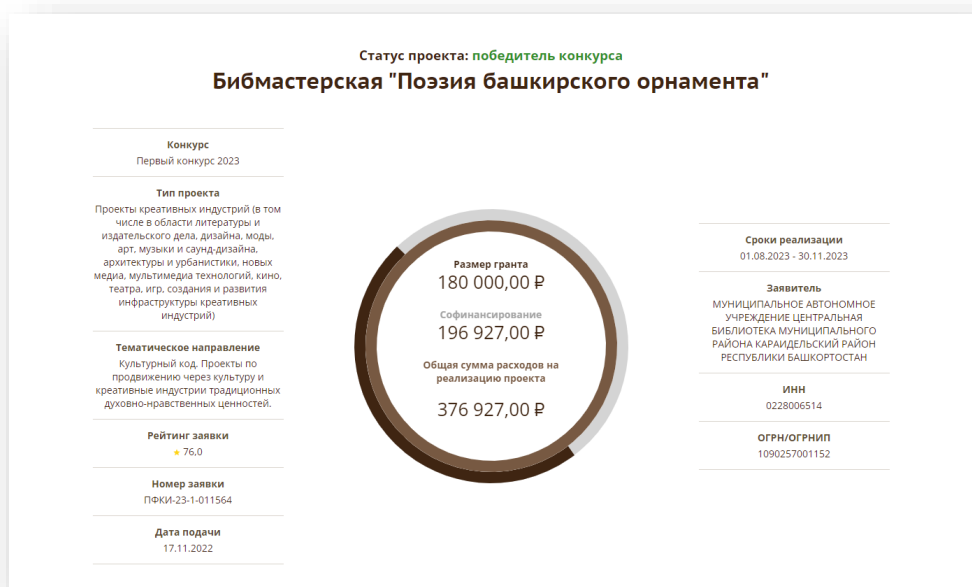 Статус проекта: победитель конкурса
Бибмастерская "Поэзия башкирского орнамента"
Конкурс
Первый конкурс 2023
Тип проекта
Проекты креативных индустрий (в том
числе в области литературы и
издательского дела, дизайна, моды,
арт, музыки и саунд-дизайна,
архитектуры и урбанистики, новых
медиа, мультимедиа технологий, кино,
театра, игр, создания и развития
инфраструктуры креативных
индустрий)
Тематическое направление
Культурный код. Проекты по
продвижению через культуру и
креативные индустрии традиционных
духовно-нравственных ценностей.
Рейтинг заявки
★ 76,0
Номер заявки
ПФКИ-23-1-011564
Дата подачи
17.11.2022
Размер гранта
180 000,00 ₽
Софинансирование
196 927,00 ₽
Общая сумма расходов на
реализацию проекта
376 927,00 ₽
Сроки реализации
01.08.2023 - 30.11.2023
Заявитель
МУНИЦИПАЛЬНОЕ АВТОНОМНОЕ
УЧРЕЖДЕНИЕ ЦЕНТРАЛЬНАЯ
БИБЛИОТЕКА МУНИЦИПАЛЬНОГО
РАЙОНА КАРАИДЕЛЬСКИЙ РАЙОН
РЕСПУБЛИКИ БАШКОРТОСТАН
ИНН
0228006514
ОГРН/ОГРНИП
1090257001152